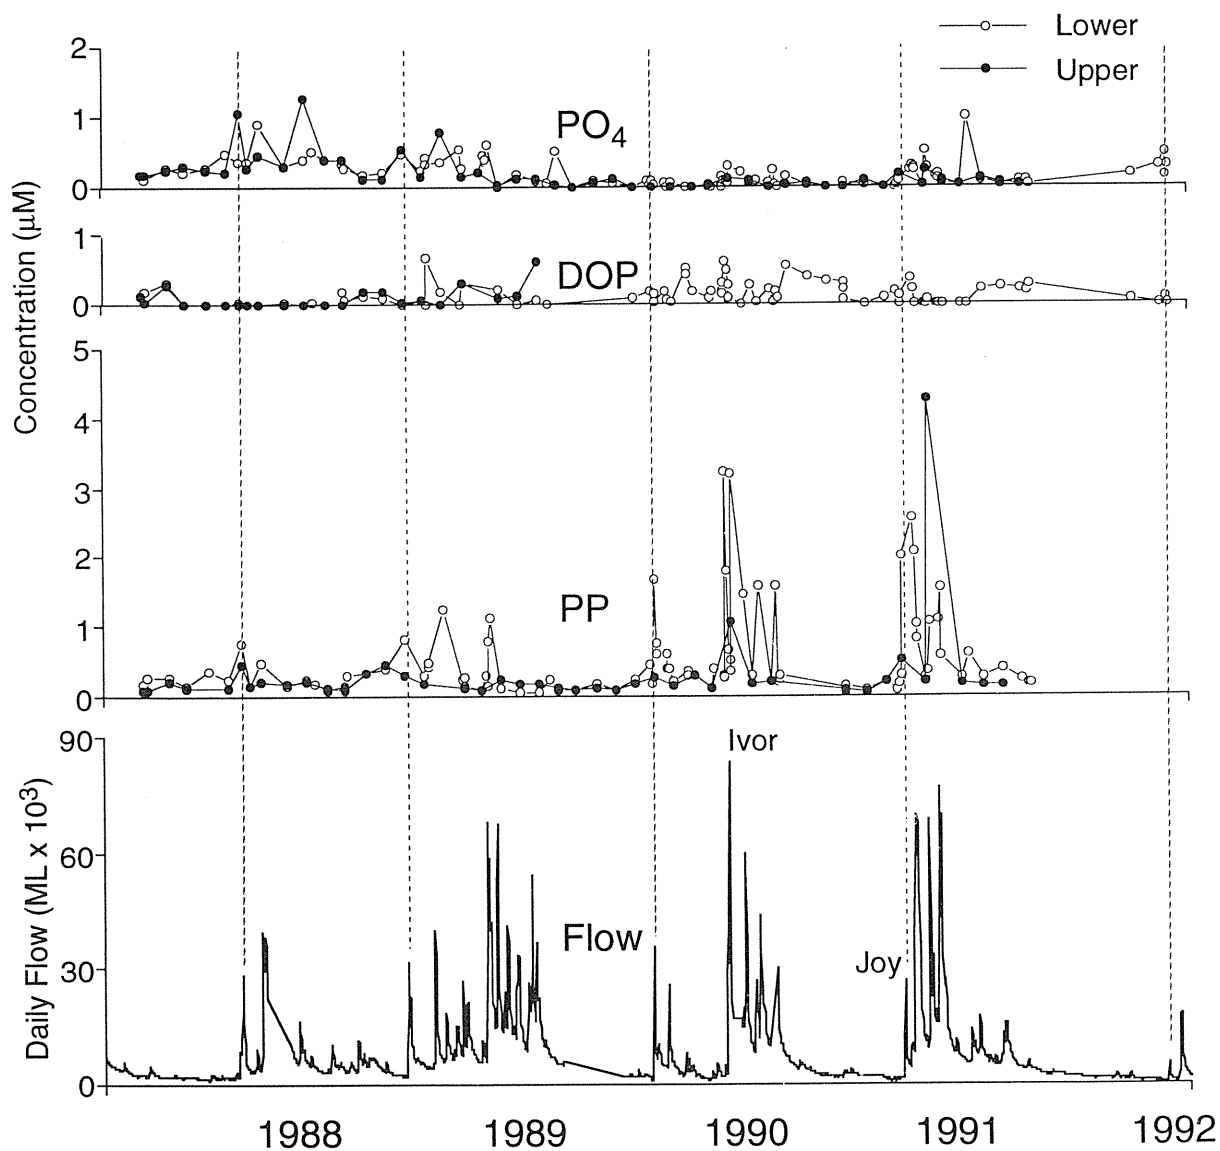 Lower
Upper
Concentration (μM)
2
1
0
PO4
1
0
DOP
5
4
3
2
1
0
PP
Daily Flow (ML x 10³)
90
60
30
0
Ivor
Flow
Joy
1988 1989 1990 1991 1992